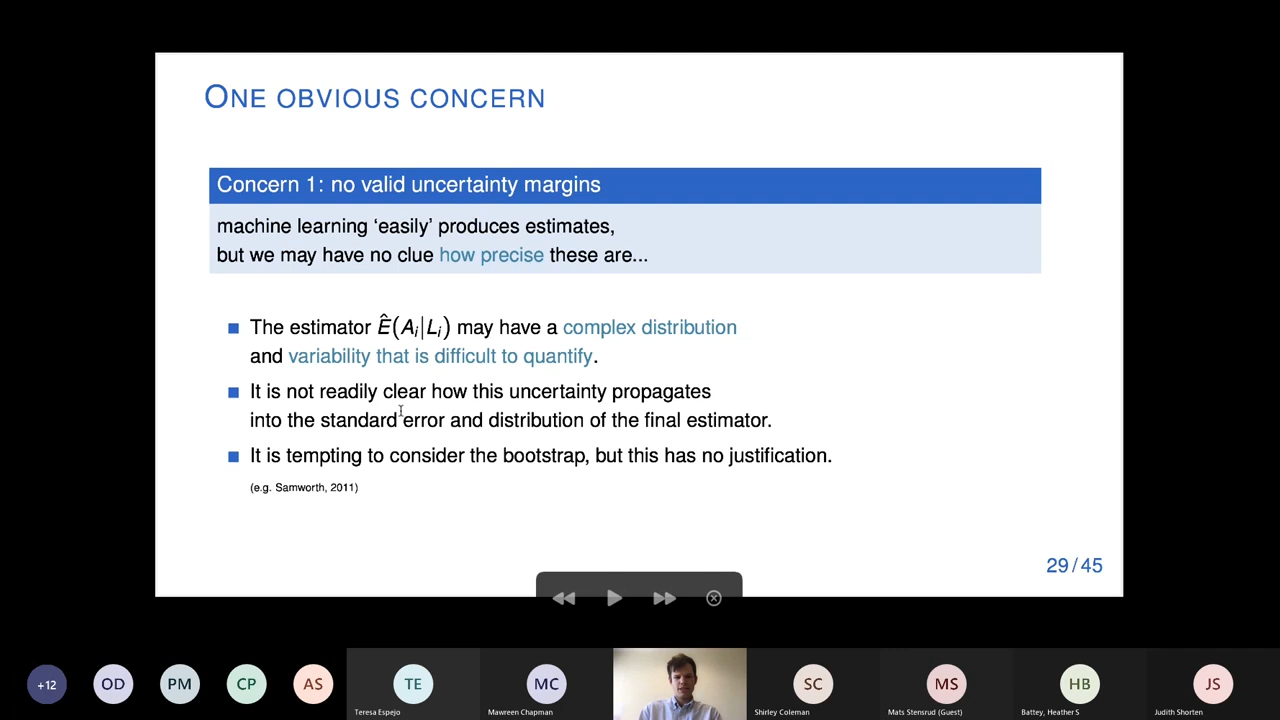 ONE OBVIOUS CONCERN
Concern 1: no valid uncertainty margins
machine learning ‘easily’ produces estimates,
but we may have no clue how precise these are...
The estimator Ê(Aᵢ|Lᵢ) may have a complex distribution
and variability that is difficult to quantify.
It is not readily clear how this uncertainty propagates
into the standard error and distribution of the final estimator.
It is tempting to consider the bootstrap, but this has no justification.
(e.g. Samworth, 2011)
29/45
+12
OD
PM
CP
AS
TE
MC
SC
MS
HB
JS
Teresa Espejo
Mawreen Chapman
Shirley Coleman
Mats Stensrud (Guest)
Battey, Heather S
Judith Shorten